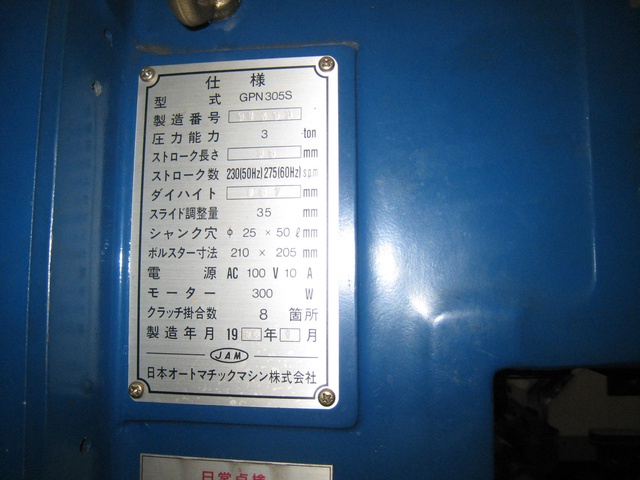 仕様
型式 GPN305S
製造番号
圧力能力 3 ton
ストローク長さ mm
ストローク数 230(50Hz)275(60Hz) s.p.m
ダイハイト mm
スライド調整量 35 mm
シャンク穴 φ 25 × 50ℓ mm
ボルスター寸法 210 × 205 mm
電源 AC 100 V 10 A
モーター 300 W
クラッチ掛合数 8 箇所
製造年月 19 年 月
JAM
日本オートマチックマシン株式会社
日常点検